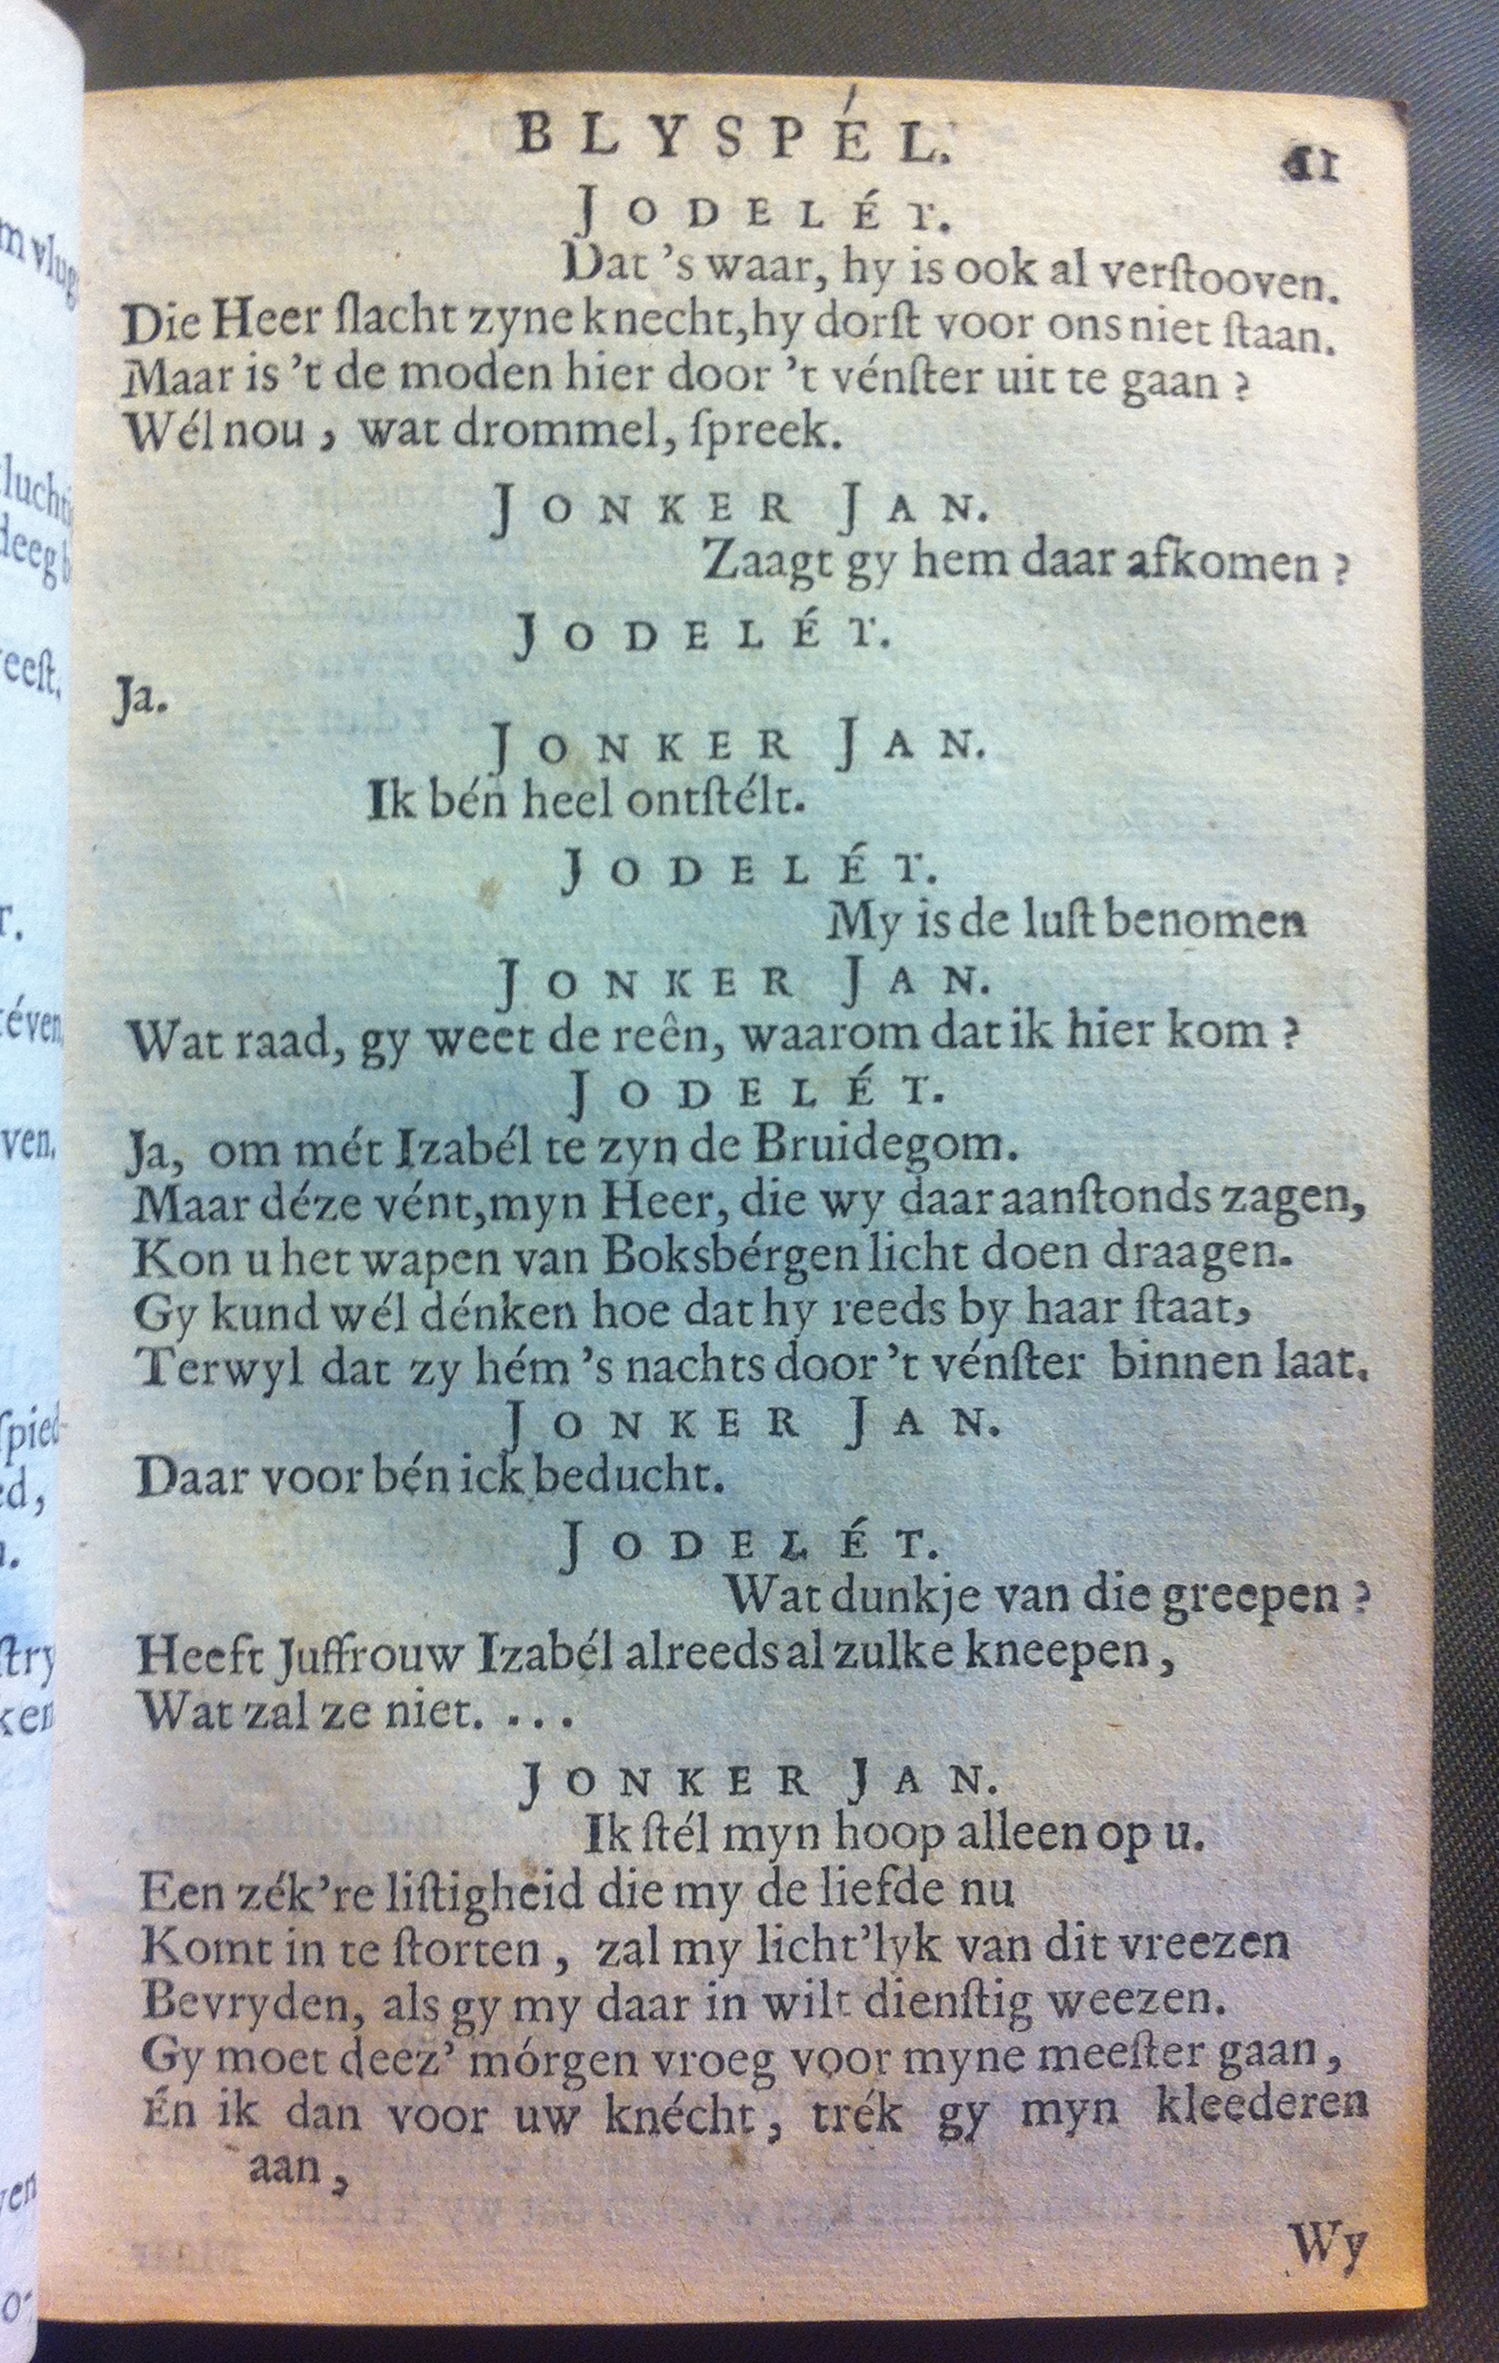 BLYSPÉL. 11
JODELÉT.
Dat 's waar, hy is ook al verſtooven.
Die Heer ſlacht zyne knecht, hy dorſt voor ons niet ſtaan.
Maar is 't de moden hier door 't vénſter uit te gaan?
Wél nou, wat drommel, ſpreek.
JONKER JAN.
Zaagt gy hem daar afkomen?
JODELÉT.
Ja.
JONKER JAN.
Ik bén heel ontſtélt.
JODELÉT.
My is de luſt benomen
JONKER JAN.
Wat raad, gy weet de reên, waarom dat ik hier kom?
JODELÉT.
Ja, om mét Izabél te zyn de Bruidegom.
Maar déze vént, myn Heer, die wy daar aanſtonds zagen,
Kon u het wapen van Boksbérgen licht doen draagen.
Gy kund wél dénken hoe dat hy reeds by haar ſtaat,
Terwyl dat zy hém 's nachts door 't vénſter binnen laat.
JONKER JAN.
Daar voor bén ick beducht.
JODELÉT.
Wat dunkje van die greepen?
Heeft Juffrouw Izabél alreeds al zulke kneepen,
Wat zal ze niet. . . .
JONKER JAN.
Ik ſtél myn hoop alleen op u.
Een zék're liſtigheid die my de liefde nu
Komt in te ſtorten, zal my licht'lyk van dit vreezen
Bevryden, als gy my daar in wilt dienſtig weezen.
Gy moet deez' mórgen vroeg voor myne meeſter gaan,
Én ik dan voor uw knécht, trék gy myn kleederen
aan,
Wy